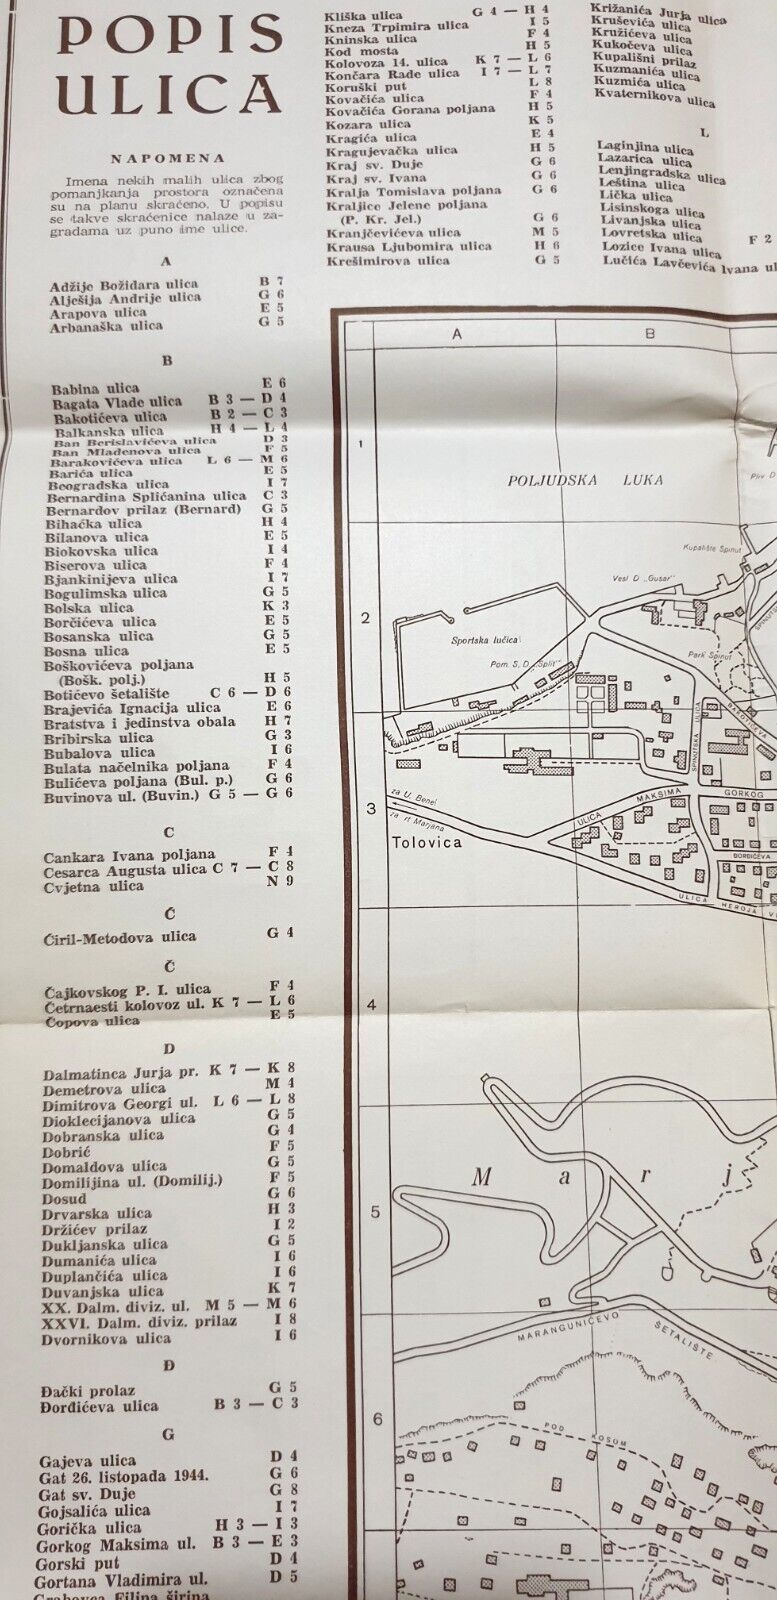 POPIS
ULICA
NAPOMENA
Imena nekih malih ulica zbog
pomanjkanja prostora označena
su na planu skraćeno. U popisu
se takve skraćenice nalaze u za-
gradama uz puno ime ulice.
A
Adžije Božidara ulica B 7
Alješija Andrije ulica G 6
Arapova ulica E 5
Arbanaška ulica G 5
B
Babina ulica E 6
Bagata Vlade ulica B 3 — D 4
Bakotićeva ulica B 2 — C 3
Balkanska ulica H 4 — L 4
Ban Berislavićeva ulica D 3
Ban Mladenova ulica F 5
Barakovićeva ulica L 6 — M 6
Barića ulica E 5
Beogradska ulica I 7
Bernardina Splićanina ulica C 3
Bernardov prilaz (Bernard) G 5
Bihaćka ulica H 4
Bilanova ulica E 5
Biokovska ulica I 4
Biserova ulica F 4
Bjankinijeva ulica I 7
Bogulimska ulica G 5
Bolska ulica K 3
Borčićeva ulica E 5
Bosanska ulica G 5
Bosna ulica E 5
Boškovićeva poljana
(Bošk. polj.) H 5
Botićevo šetalište C 6 — D 6
Brajevića Ignacija ulica E 6
Bratstva i jedinstva obala H 7
Bribirska ulica G 3
Bubalova ulica I 6
Bulata načelnika poljana F 4
Bulićeva poljana (Bul. p.) G 6
Buvinova ul. (Buvin.) G 5 — G 6
C
Cankara Ivana poljana F 4
Cesarca Augusta ulica C 7 — C 8
Cvjetna ulica N 9
Ć
Ćiril-Metodova ulica G 4
Č
Čajkovskog P. I. ulica F 4
Četrnaesti kolovoz ul. K 7 — L 6
Čopova ulica E 5
D
Dalmatinca Jurja pr. K 7 — K 8
Demetrova ulica M 4
Dimitrova Georgi ul. L 6 — L 8
Dioklecijanova ulica G 5
Dobranska ulica G 4
Dobrić F 5
Domaldova ulica G 5
Domilijina ul. (Domilij.) F 5
Dosud G 6
Drvarska ulica H 3
Držićev prilaz I 2
Dukljanska ulica G 5
Dumanića ulica I 6
Duplančića ulica I 6
Duvanjska ulica K 7
XX. Dalm. diviz. ul. M 5 — M 6
XXVI. Dalm. diviz. prilaz I 8
Dvornikova ulica I 6
Đ
Đački prolaz G 5
Đorđićeva ulica B 3 — C 3
G
Gajeva ulica D 4
Gat 26. listopada 1944. G 6
Gat sv. Duje G 8
Gojsalića ulica I 7
Gorička ulica H 3 — I 3
Gorkog Maksima ul. B 3 — E 3
Gorski put D 4
Gortana Vladimira ul. D 5
Grabovca Filipa širina
Kliška ulica G 4 — H 4
Kneza Trpimira ulica I 5
Kninska ulica F 4
Kod mosta H 5
Kolovoza 14. ulica K 7 — L 6
Končara Rade ulica I 7 — L 7
Koruški put L 8
Kovačića ulica F 4
Kovačića Gorana poljana H 5
Kozara ulica K 5
Kragića ulica E 4
Kragujevačka ulica H 5
Kraj sv. Duje G 6
Kraj sv. Ivana G 6
Kralja Tomislava poljana G 6
Kraljice Jelene poljana
(P. Kr. Jel.) G 6
Kranjčevićeva ulica M 5
Krausa Ljubomira ulica H 6
Krešimirova ulica G 5
Križanića Jurja ulica
Kruševića ulica
Kružićeva ulica
Kukočeva ulica
Kupališni prilaz
Kuzmanića ulica
Kuzmića ulica
Kvaternikova ulica
L
Laginjina ulica
Lazarica ulica
Lenjingradska ulica
Leština ulica
Lička ulica
Lisinskoga ulica
Livanjska ulica
Lovretska ulica F 2
Lozice Ivana ulica
Lučića Lavčevića Ivana ul
A
B
1
POLJUDSKA LUKA
Kupalište Spinut
Vesl D „Gusar"
2
Sportska lučica
Pom. S. D. „Split"
Park Spinut
SPINUTSKA ULICA
BAKOTIĆEVA
3
za U. Benel
za rt Marjana
Tolovica
ULICA MAKSIMA GORKOG
ĐORĐIĆEVA
ULICA HEROJA
4
Marj
5
MARANGUNIĆEVO ŠETALIŠTE
6
POD KOSOM